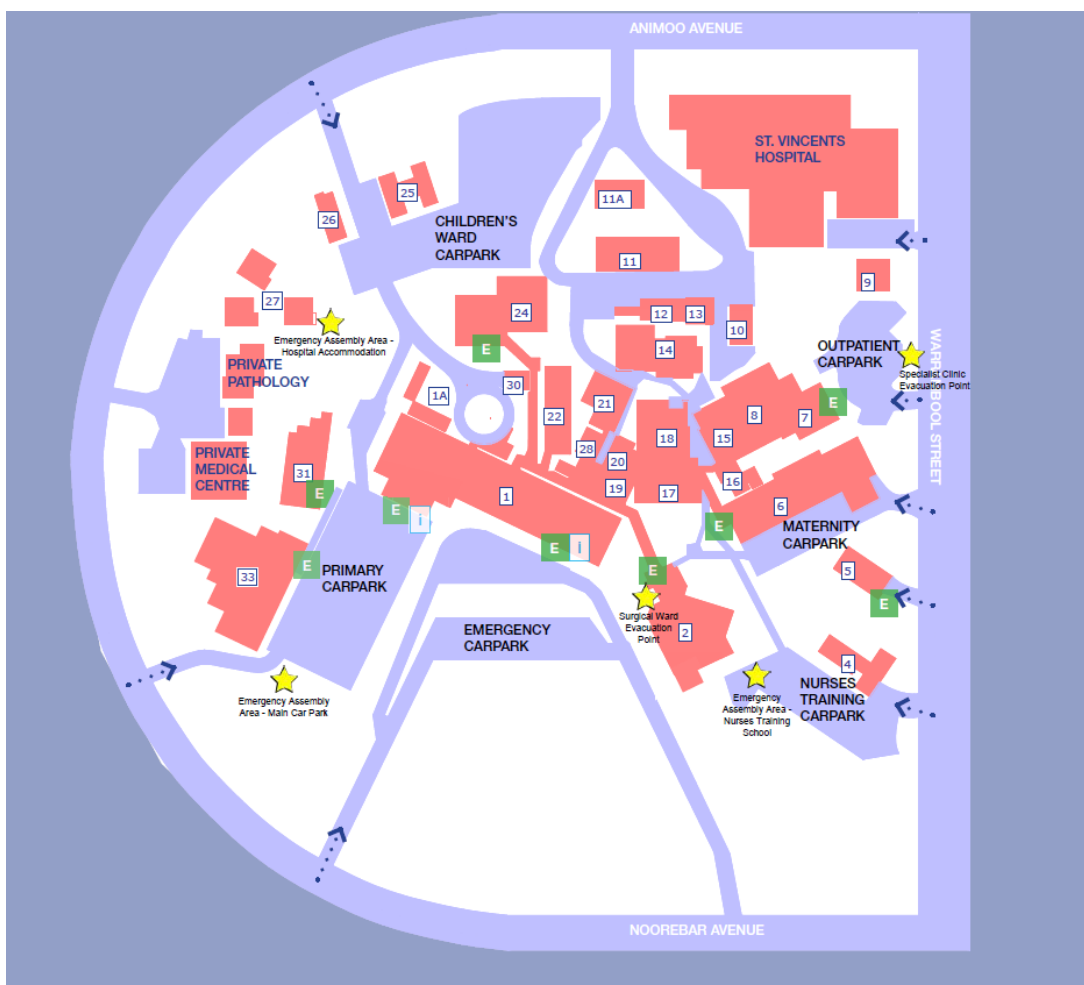 ANIMOO AVENUE
ST. VINCENTS
HOSPITAL
25
11A
26
CHILDREN'S
WARD
CARPARK
11
9
27
24
12
13
10
Emergency Assembly Area -
Hospital Accommodation
E
14
OUTPATIENT
CARPARK
WARRNAMBOOL STREET
PRIVATE
PATHOLOGY
Specialist Clinic
Evacuation Point
30
1A
22
21
8
7
E
18
15
28
20
PRIVATE
MEDICAL
CENTRE
31
16
19
17
1
E
E
i
6
E
MATERNITY
CARPARK
E
i
E
PRIMARY
CARPARK
33
E
5
E
Surgical Ward
Evacuation
Point
EMERGENCY
CARPARK
2
4
NURSES
TRAINING
CARPARK
Emergency
Assembly Area -
Nurses Training
School
Emergency Assembly
Area - Main Car Park
NOOREBAR AVENUE